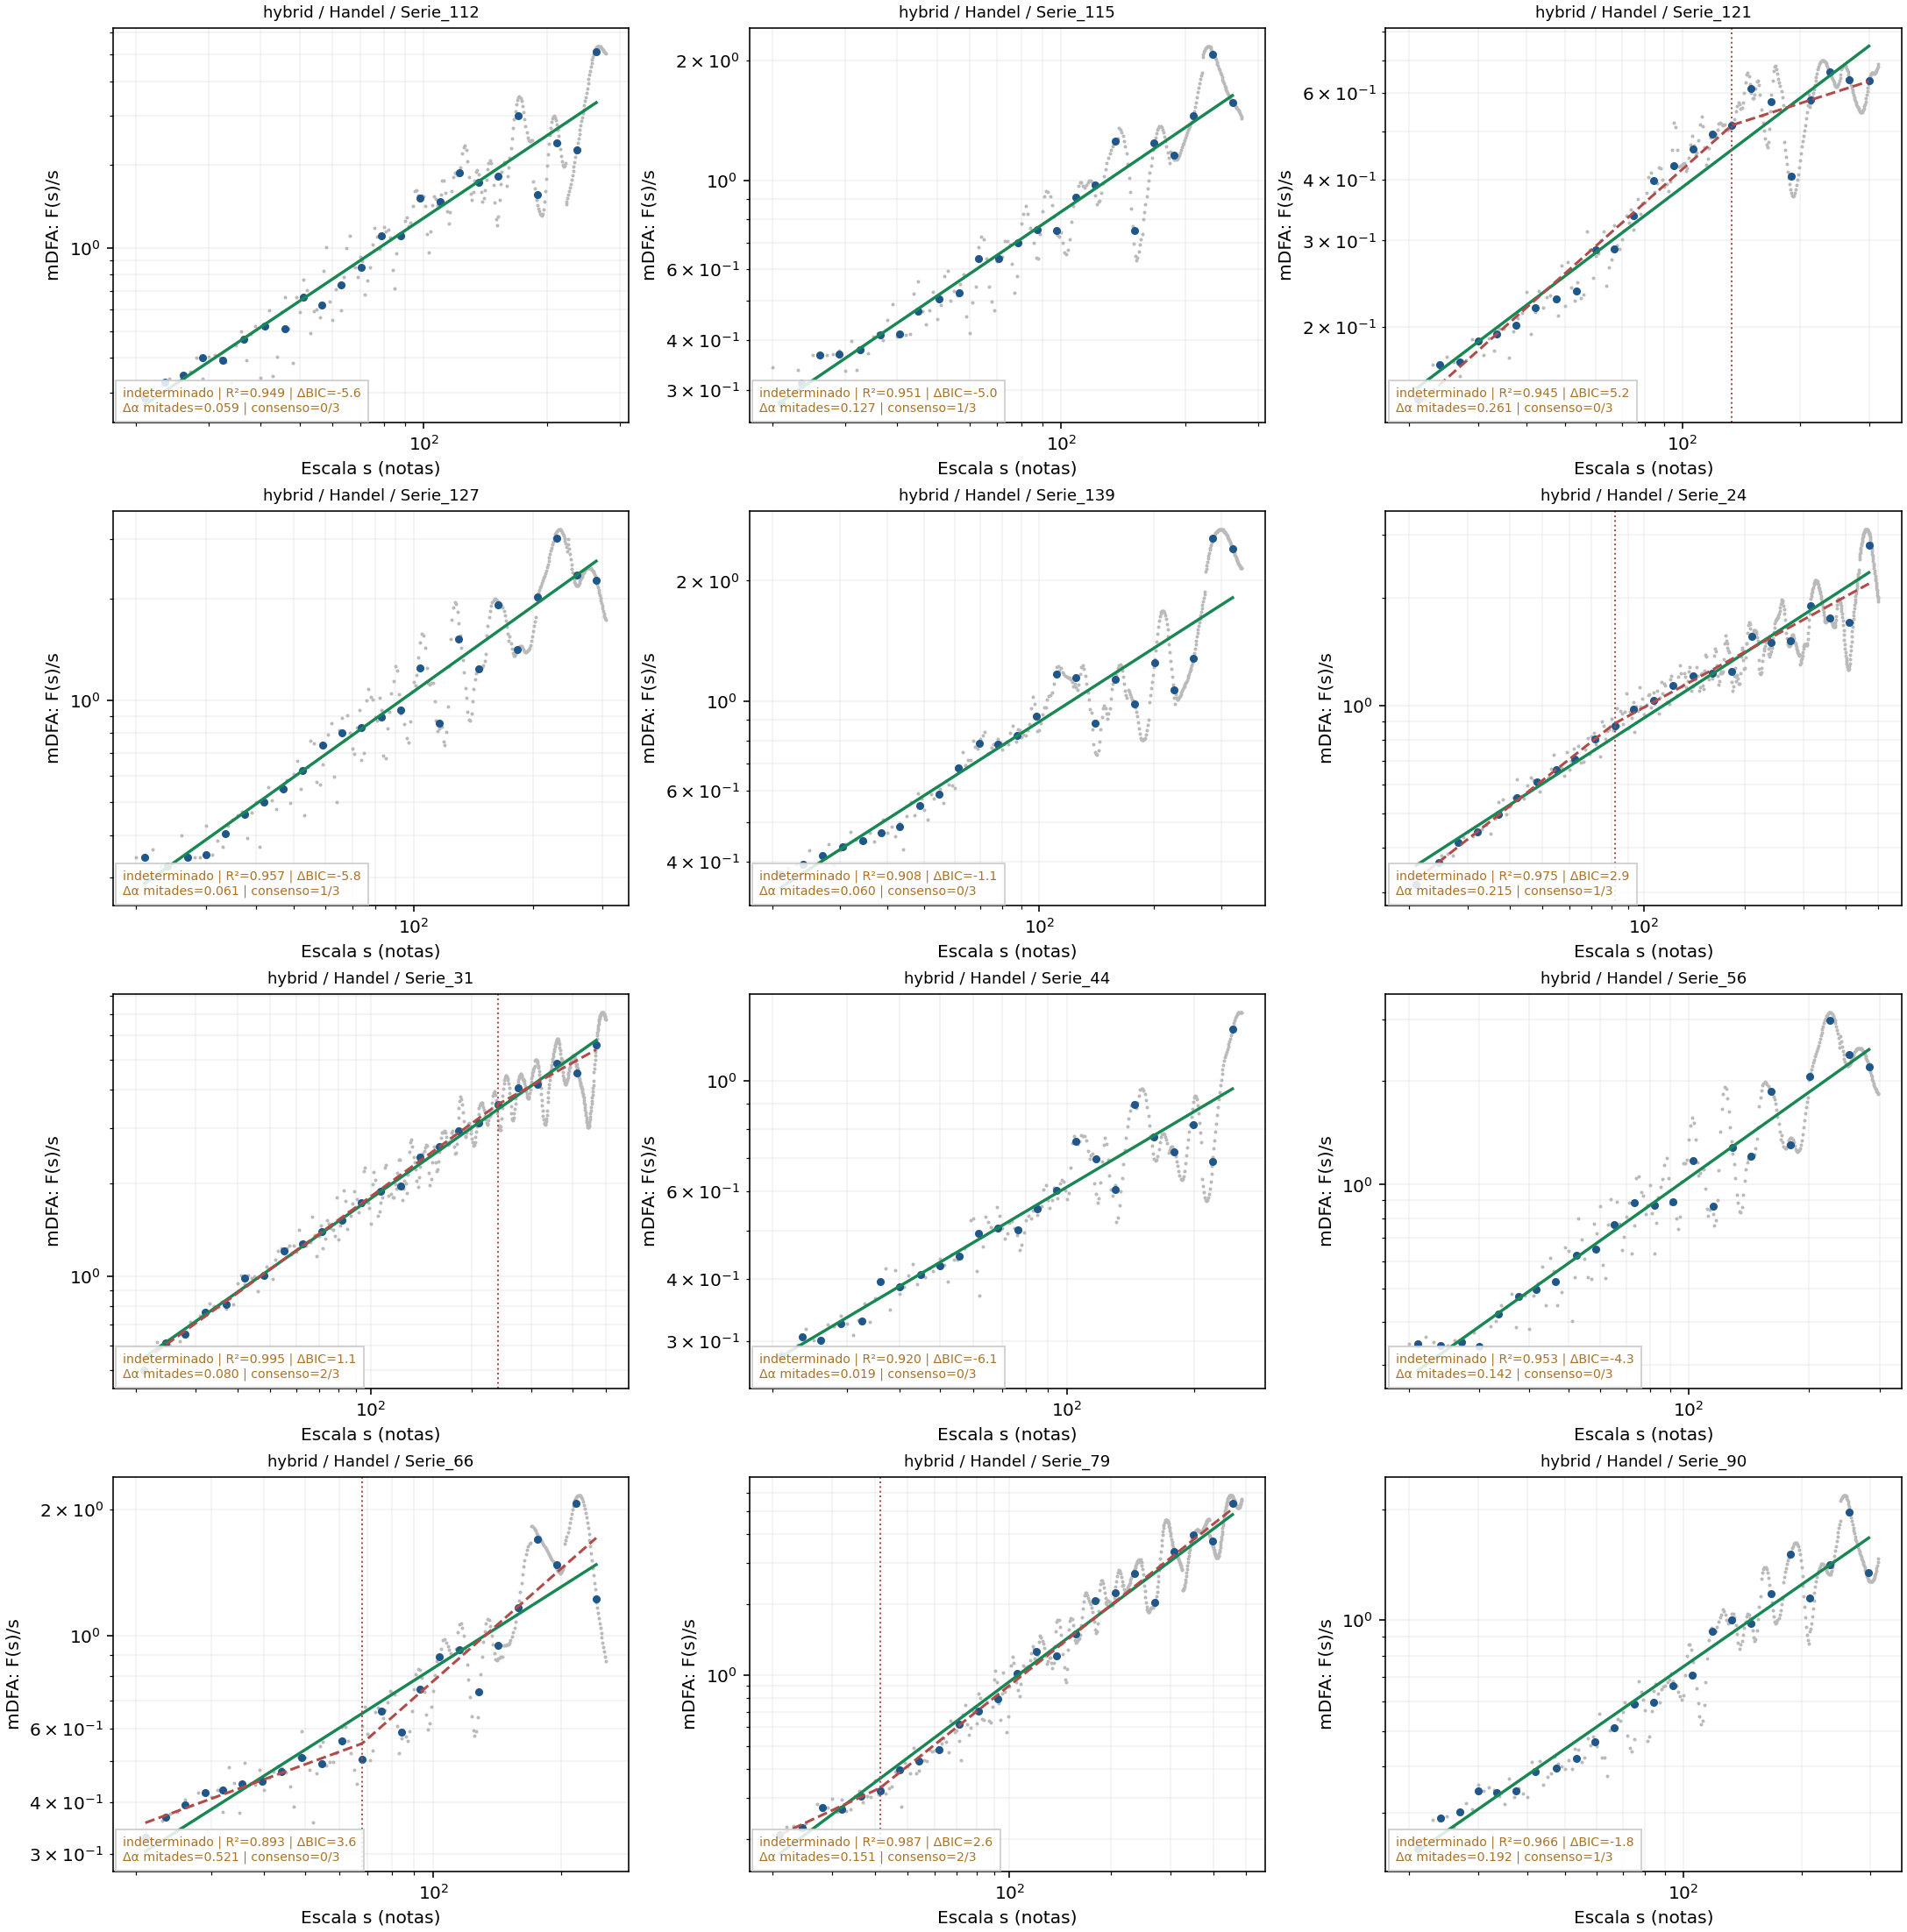 hybrid / Handel / Serie_112
mDFA: F(s)/s
10⁰
indeterminado | R²=0.949 | ΔBIC=-5.6
Δα mitades=0.059 | consenso=0/3
10²
Escala s (notas)
hybrid / Handel / Serie_115
mDFA: F(s)/s
2 × 10⁰
10⁰
6 × 10⁻¹
4 × 10⁻¹
3 × 10⁻¹
indeterminado | R²=0.951 | ΔBIC=-5.0
Δα mitades=0.127 | consenso=1/3
10²
Escala s (notas)
hybrid / Handel / Serie_121
mDFA: F(s)/s
6 × 10⁻¹
4 × 10⁻¹
3 × 10⁻¹
2 × 10⁻¹
indeterminado | R²=0.945 | ΔBIC=5.2
Δα mitades=0.261 | consenso=0/3
10²
Escala s (notas)
hybrid / Handel / Serie_127
mDFA: F(s)/s
10⁰
indeterminado | R²=0.957 | ΔBIC=-5.8
Δα mitades=0.061 | consenso=1/3
10²
Escala s (notas)
hybrid / Handel / Serie_139
mDFA: F(s)/s
2 × 10⁰
10⁰
6 × 10⁻¹
4 × 10⁻¹
indeterminado | R²=0.908 | ΔBIC=-1.1
Δα mitades=0.060 | consenso=0/3
10²
Escala s (notas)
hybrid / Handel / Serie_24
mDFA: F(s)/s
10⁰
indeterminado | R²=0.975 | ΔBIC=2.9
Δα mitades=0.215 | consenso=1/3
10²
Escala s (notas)
hybrid / Handel / Serie_31
mDFA: F(s)/s
10⁰
indeterminado | R²=0.995 | ΔBIC=1.1
Δα mitades=0.080 | consenso=2/3
10²
Escala s (notas)
hybrid / Handel / Serie_44
mDFA: F(s)/s
10⁰
6 × 10⁻¹
4 × 10⁻¹
3 × 10⁻¹
indeterminado | R²=0.920 | ΔBIC=-6.1
Δα mitades=0.019 | consenso=0/3
10²
Escala s (notas)
hybrid / Handel / Serie_56
mDFA: F(s)/s
10⁰
indeterminado | R²=0.953 | ΔBIC=-4.3
Δα mitades=0.142 | consenso=0/3
10²
Escala s (notas)
hybrid / Handel / Serie_66
mDFA: F(s)/s
2 × 10⁰
10⁰
6 × 10⁻¹
4 × 10⁻¹
3 × 10⁻¹
indeterminado | R²=0.893 | ΔBIC=3.6
Δα mitades=0.521 | consenso=0/3
10²
Escala s (notas)
hybrid / Handel / Serie_79
mDFA: F(s)/s
10⁰
indeterminado | R²=0.987 | ΔBIC=2.6
Δα mitades=0.151 | consenso=2/3
10²
Escala s (notas)
hybrid / Handel / Serie_90
mDFA: F(s)/s
10⁰
indeterminado | R²=0.966 | ΔBIC=-1.8
Δα mitades=0.192 | consenso=1/3
10²
Escala s (notas)